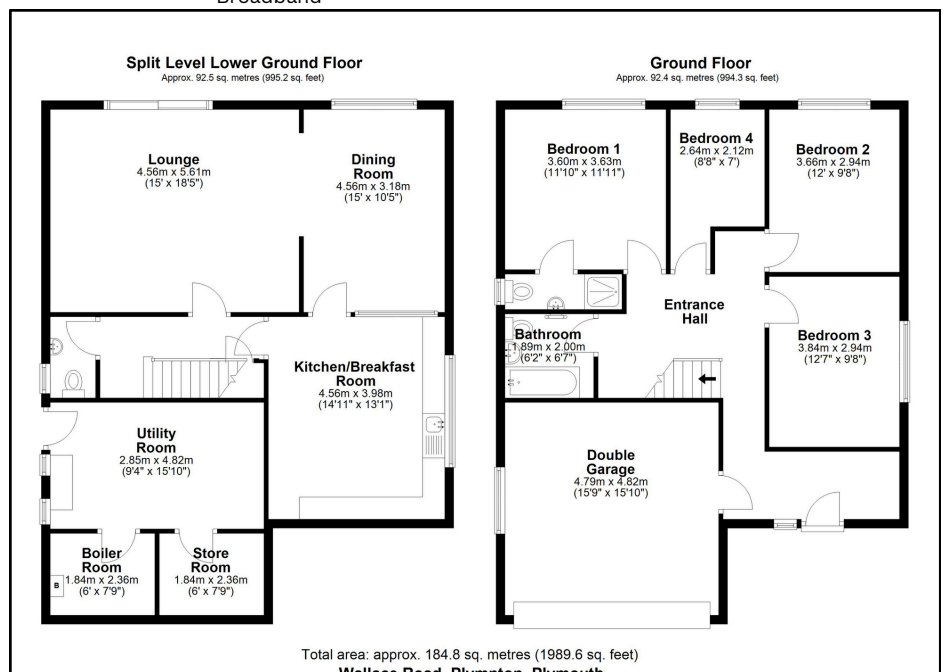 Broadband
Split Level Lower Ground Floor
Approx. 92.5 sq. metres (995.2 sq. feet)
Lounge
4.56m x 5.61m
(15' x 18'5")
Dining
Room
4.56m x 3.18m
(15' x 10'5")
Kitchen/Breakfast
Room
4.56m x 3.98m
(14'11" x 13'1")
Utility
Room
2.85m x 4.82m
(9'4" x 15'10")
Boiler
Room
1.84m x 2.36m
(6' x 7'9")
B
Store
Room
1.84m x 2.36m
(6' x 7'9")
Ground Floor
Approx. 92.4 sq. metres (994.3 sq. feet)
Bedroom 1
3.60m x 3.63m
(11'10" x 11'11")
Bedroom 4
2.64m x 2.12m
(8'8" x 7')
Bedroom 2
3.66m x 2.94m
(12' x 9'8")
Entrance
Hall
Bathroom
1.89m x 2.00m
(6'2" x 6'7")
Bedroom 3
3.84m x 2.94m
(12'7" x 9'8")
Double
Garage
4.79m x 4.82m
(15'9" x 15'10")
Total area: approx. 184.8 sq. metres (1989.6 sq. feet)
Road, Plympton, Plymouth